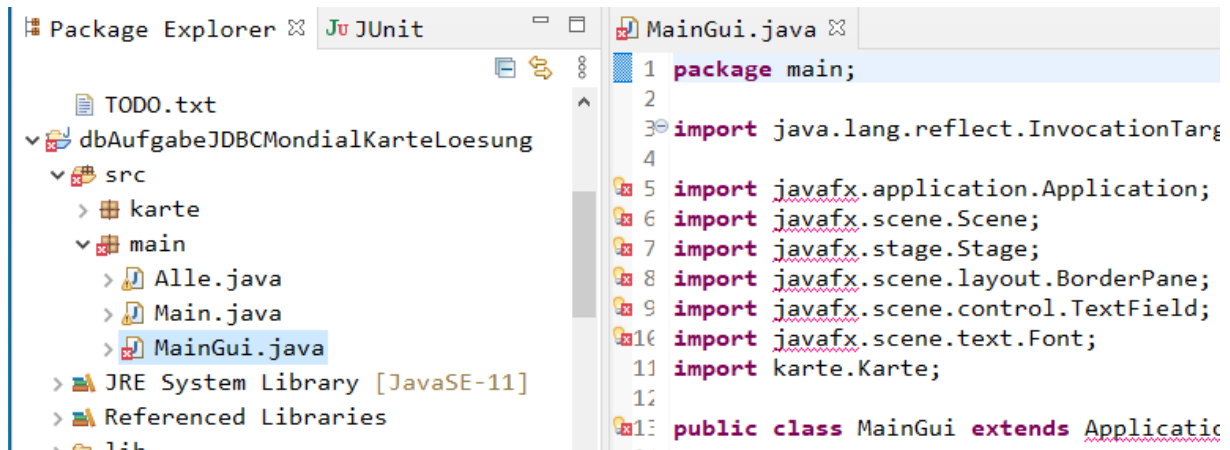 Package Explorer JUnit
TODO.txt
dbAufgabeJDBCMondialKarteLoesung
src
karte
main
Alle.java
Main.java
MainGui.java
JRE System Library [JavaSE-11]
Referenced Libraries
MainGui.java
1 package main;
2
3 import java.lang.reflect.InvocationTarg
4
5 import javafx.application.Application;
6 import javafx.scene.Scene;
7 import javafx.stage.Stage;
8 import javafx.scene.layout.BorderPane;
9 import javafx.scene.control.TextField;
10 import javafx.scene.text.Font;
11 import karte.Karte;
12
13 public class MainGui extends Applicatio